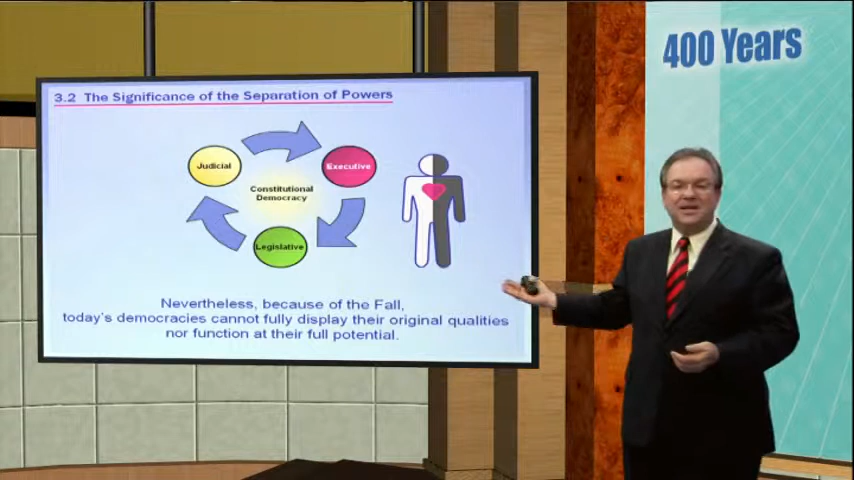 400 Years
3.2 The Significance of the Separation of Powers
Judicial
Executive
Constitutional
Democracy
Legislative
Nevertheless, because of the Fall,
today's democracies cannot fully display their original qualities
nor function at their full potential.